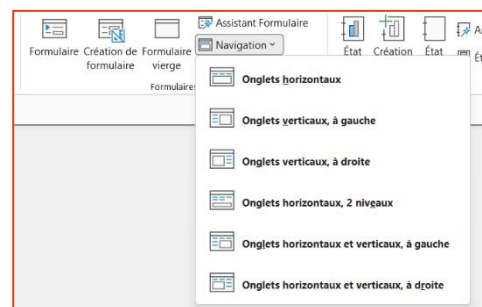 Assistant Formulaire
Navigation
Formulaire Création de formulaire Formulaire vierge
État Création État
Formulaires
Onglets horizontaux
Onglets verticaux, à gauche
Onglets verticaux, à droite
Onglets horizontaux, 2 niveaux
Onglets horizontaux et verticaux, à gauche
Onglets horizontaux et verticaux, à droite